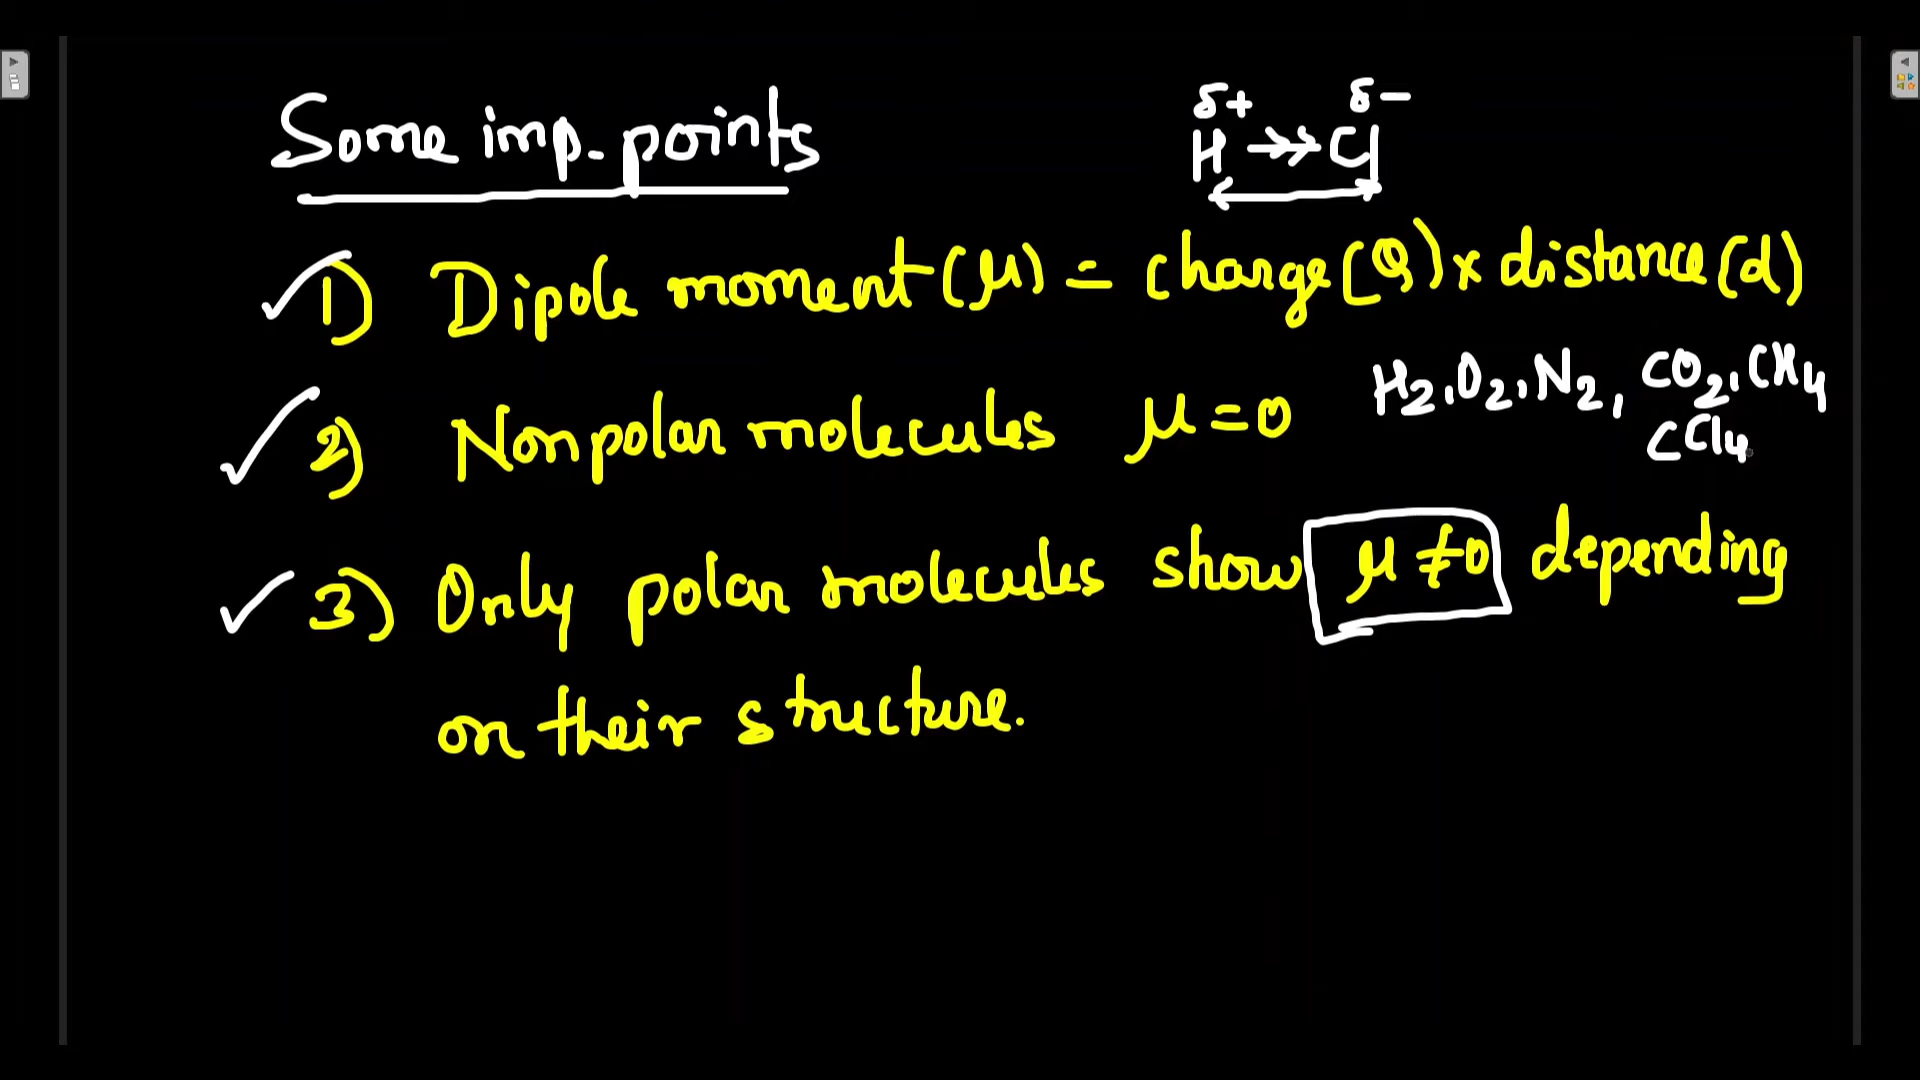 Some imp. points
δ+ δ-
H →>> Cl
1) Dipole moment (μ) = charge (Q) x distance (d)
2) Nonpolar molecules μ = 0
H2, O2, N2, CO2, CH4
CCl4
3) Only polar molecules show μ ≠ 0 depending
on their structure.